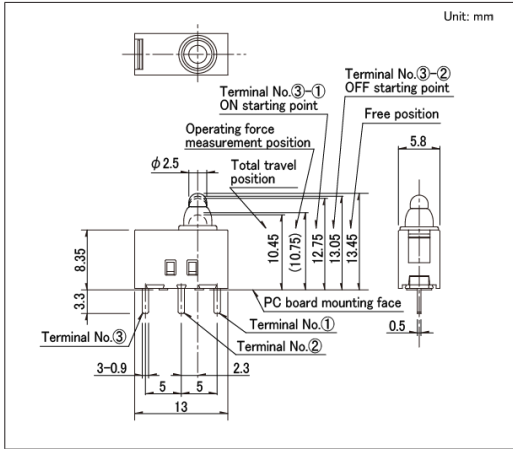 Unit: mm
Terminal No.③-①
ON starting point
Terminal No.③-②
OFF starting point
Operating force
measurement position
Free position
5.8
φ2.5
Total travel
position
8.35
3.3
10.45
(10.75)
12.75
13.05
13.45
PC board mounting face
Terminal No.①
Terminal No.②
Terminal No.③
0.5
3-0.9
5
5
2.3
13